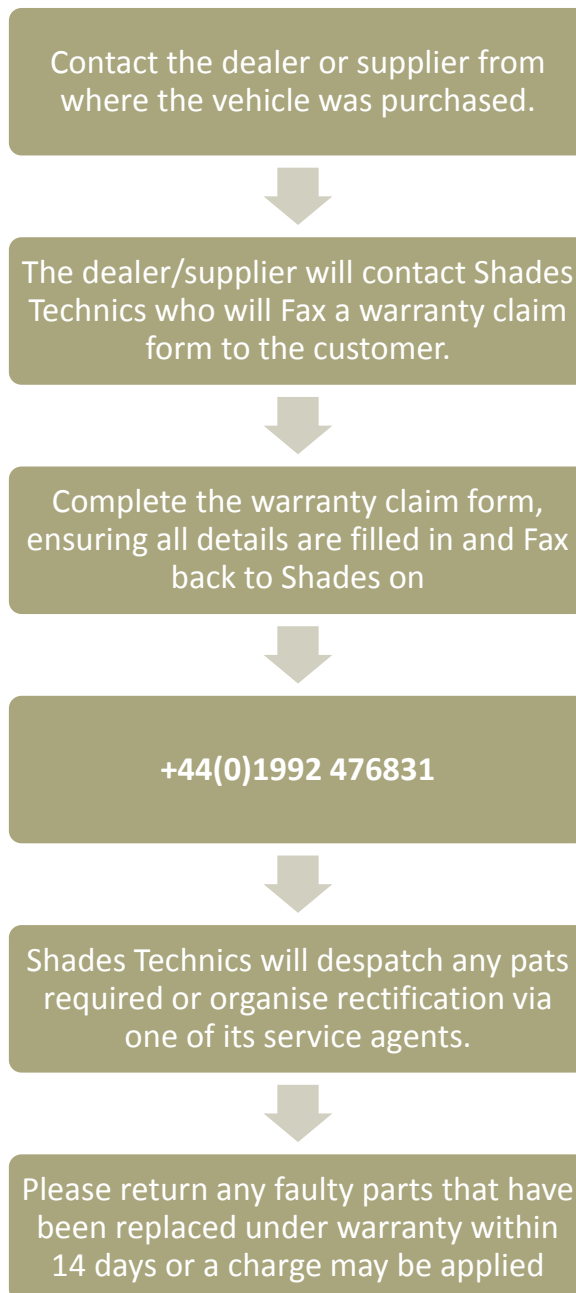 Contact the dealer or supplier from
where the vehicle was purchased.
The dealer/supplier will contact Shades
Technics who will Fax a warranty claim
form to the customer.
Complete the warranty claim form,
ensuring all details are filled in and Fax
back to Shades on
+44(0)1992 476831
Shades Technics will despatch any pats
required or organise rectification via
one of its service agents.
Please return any faulty parts that have
been replaced under warranty within
14 days or a charge may be applied